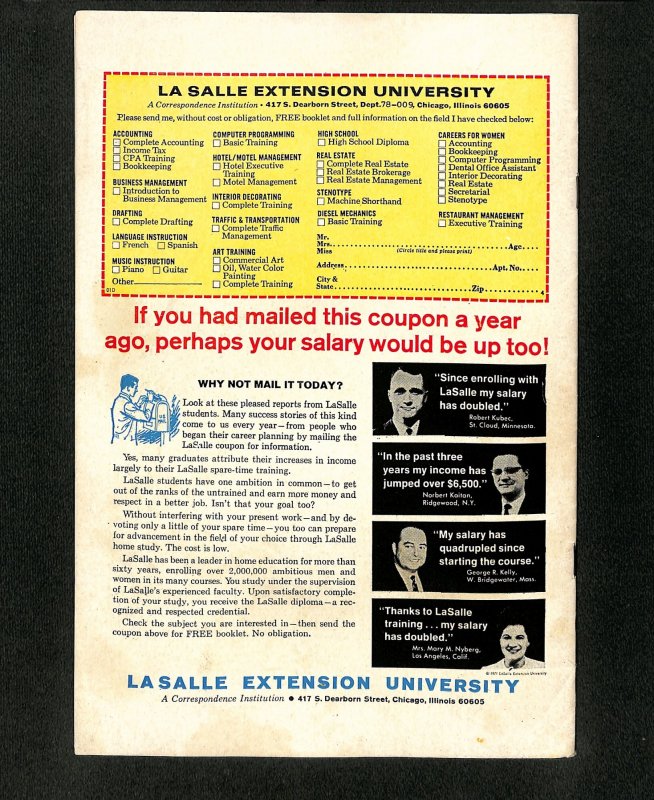 LA SALLE EXTENSION UNIVERSITY
A Correspondence Institution • 417 S. Dearborn Street, Dept. 78-009, Chicago, Illinois 60605
Please send me, without cost or obligation, FREE booklet and full information on the field I have checked below:
ACCOUNTING
Complete Accounting
Income Tax
CPA Training
Bookkeeping
BUSINESS MANAGEMENT
Introduction to
Business Management
DRAFTING
Complete Drafting
LANGUAGE INSTRUCTION
French Spanish
MUSIC INSTRUCTION
Piano Guitar
Other
010
COMPUTER PROGRAMMING
Basic Training
HOTEL/MOTEL MANAGEMENT
Hotel Executive
Training
Motel Management
INTERIOR DECORATING
Complete Training
TRAFFIC & TRANSPORTATION
Complete Traffic
Management
ART TRAINING
Commercial Art
Oil, Water Color
Painting
Complete Training
HIGH SCHOOL
High School Diploma
REAL ESTATE
Complete Real Estate
Real Estate Brokerage
Real Estate Management
STENOTYPE
Machine Shorthand
DIESEL MECHANICS
Basic Training
CAREERS FOR WOMEN
Accounting
Bookkeeping
Computer Programming
Dental Office Assistant
Interior Decorating
Real Estate
Secretarial
Stenotype
RESTAURANT MANAGEMENT
Executive Training
Mr.
Mrs. Age
Miss (Circle title and please print)
Address Apt. No.
City &
State Zip
4
If you had mailed this coupon a year
ago, perhaps your salary would be up too!
U.S.
MAIL
WHY NOT MAIL IT TODAY?
Look at these pleased reports from LaSalle
students. Many success stories of this kind
come to us every year—from people who
began their career planning by mailing the
LaSalle coupon for information.
Yes, many graduates attribute their increases in income
largely to their LaSalle spare-time training.
LaSalle students have one ambition in common—to get
out of the ranks of the untrained and earn more money and
respect in a better job. Isn't that your goal too?
Without interfering with your present work—and by de-
voting only a little of your spare time—you too can prepare
for advancement in the field of your choice through LaSalle
home study. The cost is low.
LaSalle has been a leader in home education for more than
sixty years, enrolling over 2,000,000 ambitious men and
women in its many courses. You study under the supervision
of LaSalle's experienced faculty. Upon satisfactory comple-
tion of your study, you receive the LaSalle diploma—a rec-
ognized and respected credential.
Check the subject you are interested in—then send the
coupon above for FREE booklet. No obligation.
"Since enrolling with
LaSalle my salary
has doubled."
Robert Kubec,
St. Cloud, Minnesota.
"In the past three
years my income has
jumped over $6,500."
Norbert Kaitan,
Ridgewood, N.Y.
"My salary has
quadrupled since
starting the course."
George R. Kelly,
W. Bridgewater, Mass.
"Thanks to LaSalle
training ... my salary
has doubled."
Mrs. Mary M. Nyberg,
Los Angeles, Calif.
© 1971 LaSalle Extension University
LA SALLE EXTENSION UNIVERSITY
A Correspondence Institution • 417 S. Dearborn Street, Chicago, Illinois 60605